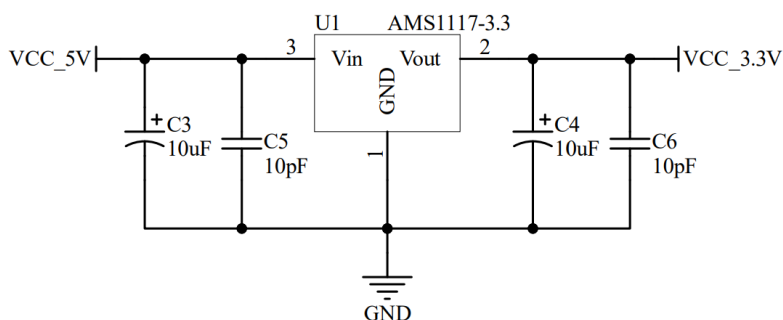 U1 AMS1117-3.3
VCC_5V 3 Vin Vout 2 VCC_3.3V
GND
1
+ C3
10uF
C5
10pF
+ C4
10uF
C6
10pF
GND